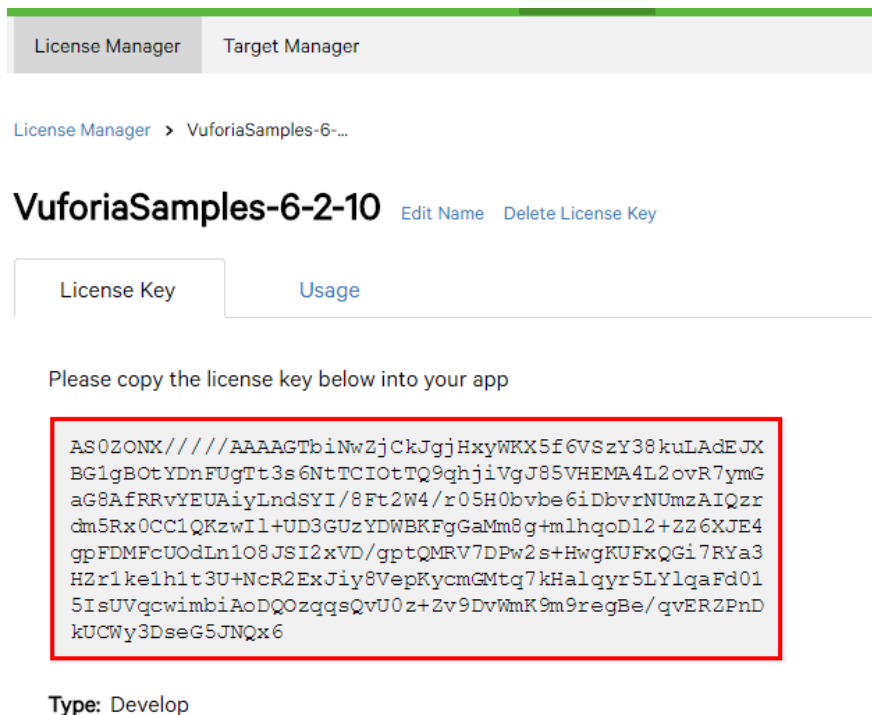 License Manager Target Manager
License Manager > VuforiaSamples-6-...
VuforiaSamples-6-2-10 Edit Name Delete License Key
License Key Usage
Please copy the license key below into your app
AS0ZONX/////AAAAGTbiNwZjCkJgjHxyWKX5f6VSzY38kuLAdEJX
BG1gBOtYDnFUgTt3s6NtTCIOtTQ9qhjiVgJ85VHEMA4L2ovR7ymG
aG8AfRRvYEUAiyLndSYI/8Ft2W4/r05H0bvbe6iDbvrNUmzAIQzr
dm5Rx0CC1QKzwIl+UD3GUzYDWBKFgGaMm8g+mlhqoDl2+ZZ6XJE4
gpFDMFcUOdLn1O8JSI2xVD/gptQMRV7DPw2s+HwgKUFxQGi7RYa3
HZr1ke1h1t3U+NcR2ExJiy8VepKycmGMtq7kHalqyr5LYlqaFd01
5IsUVqcwimbiAoDQOzqqsQvU0z+Zv9DvWmK9m9regBe/qvERZPnD
kUCWy3DseG5JNQx6
Type: Develop